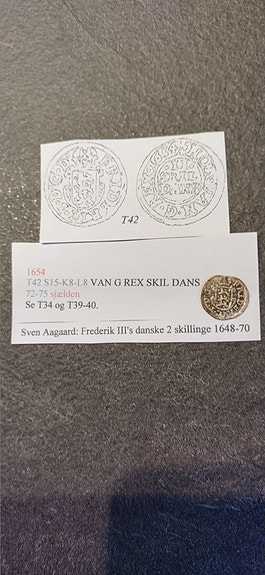 T42
1654
T42 S15-K8-L8 VAN G REX SKIL DANS
72-75 sjælden
Se T34 og T39-40.
Sven Aagaard: Frederik III's danske 2 skillinge 1648-70